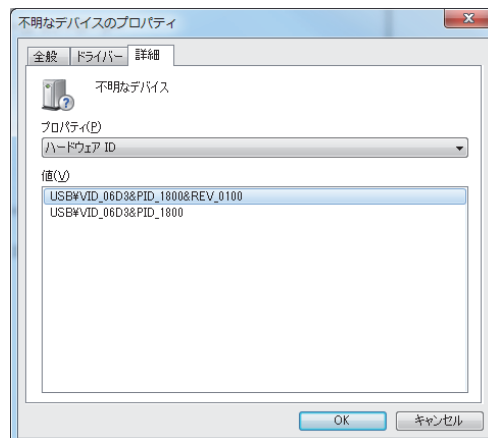 不明なデバイスのプロパティ
全般 ドライバー 詳細
不明なデバイス
プロパティ(P)
ハードウェア ID
値(V)
USB¥VID_06D3&PID_1800&REV_0100
USB¥VID_06D3&PID_1800
OK キャンセル